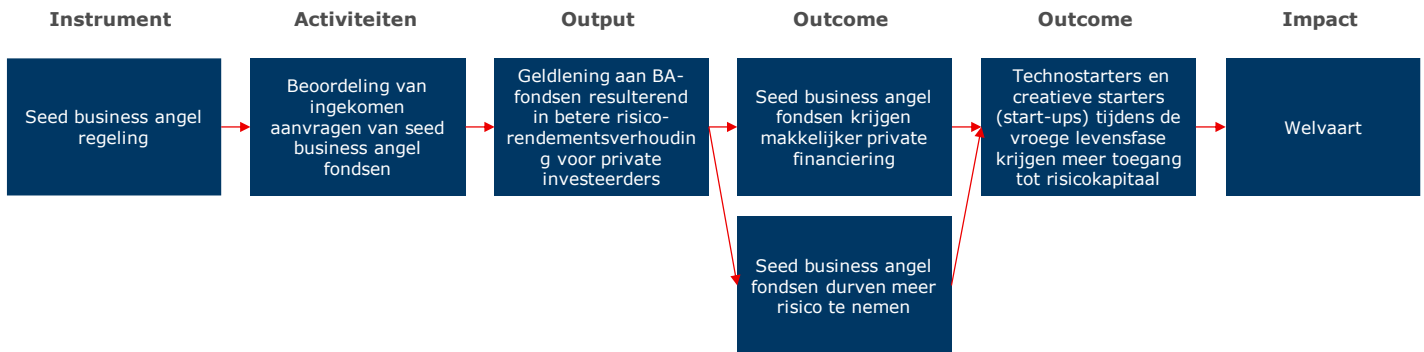 Instrument
Activiteiten
Output
Outcome
Outcome
Impact
Seed business angel
regeling
Beoordeling van
ingekomen
aanvragen van seed
business angel
fondsen
Geldlening aan BA-
fondsen resulterend
in betere risico-
rendementsverhoudin
g voor private
investeerders
Seed business angel
fondsen krijgen
makkelijker private
financiering
Seed business angel
fondsen durven meer
risico te nemen
Technostarters en
creatieve starters
(start-ups) tijdens de
vroege levensfase
krijgen meer toegang
tot risicokapitaal
Welvaart